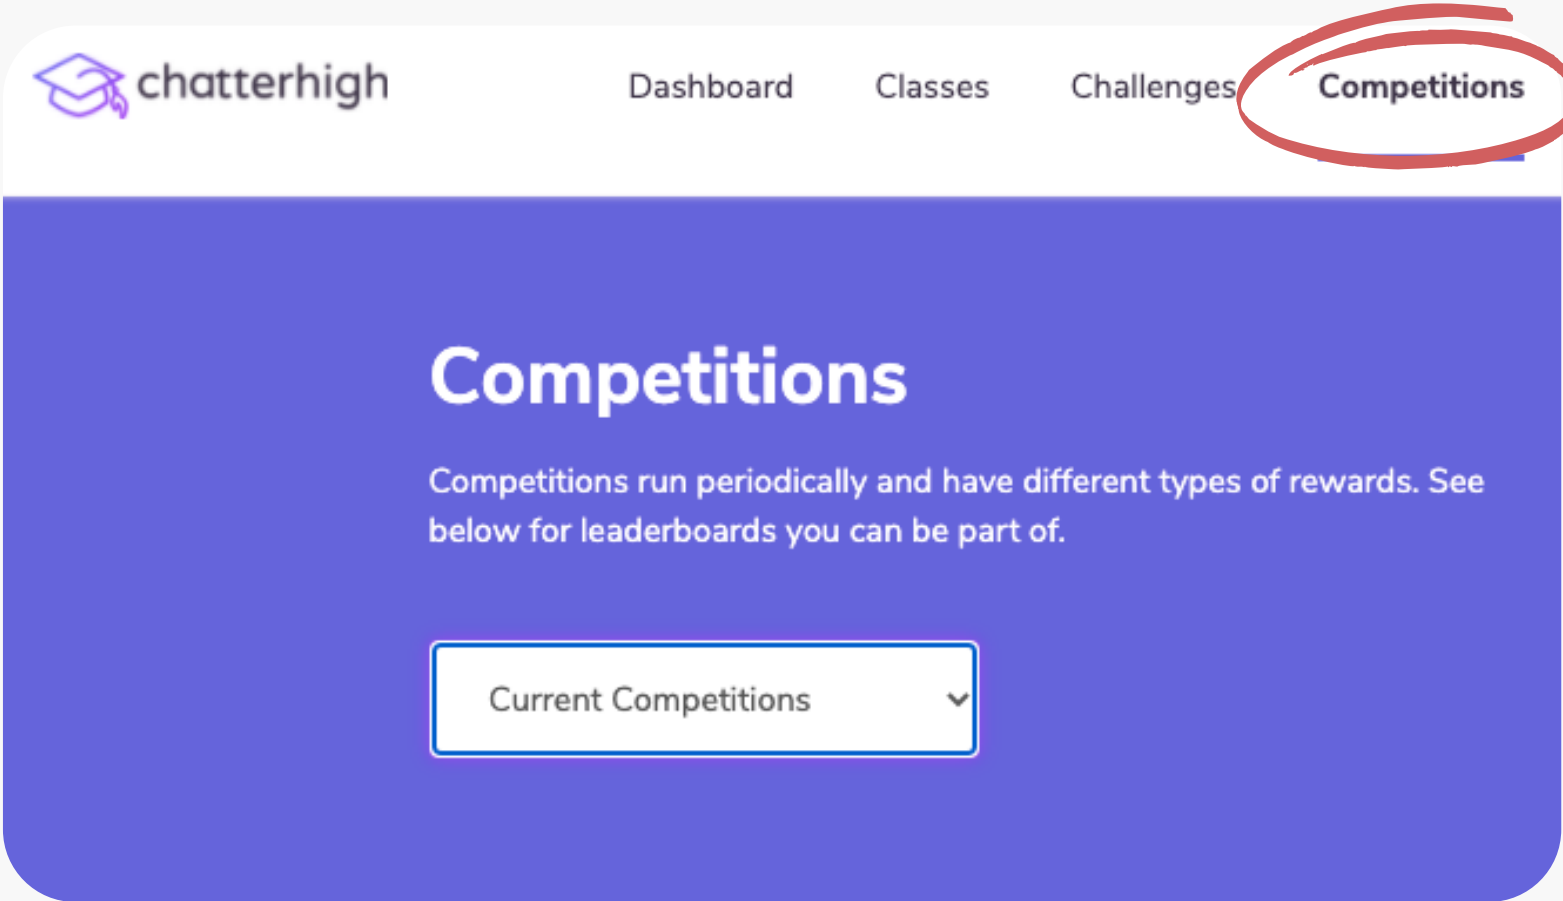 chatterhigh
Dashboard Classes Challenges Competitions
Competitions
Competitions run periodically and have different types of rewards. See
below for leaderboards you can be part of.
Current Competitions